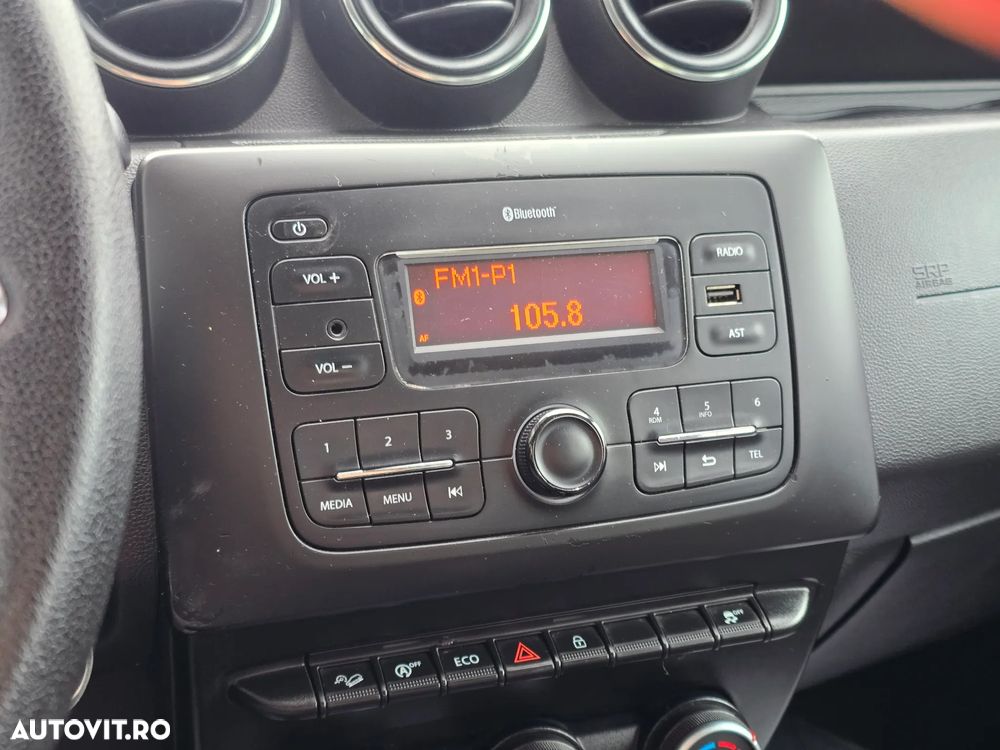 Bluetooth
RADIO
VOL +
FM1-P1
105.8
AF
AST
VOL −
SRP
AIRBAG
1
2
3
4
RDM
5
INFO
6
MEDIA
MENU
TEL
OFF
ECO
OFF
AUTOVIT.RO